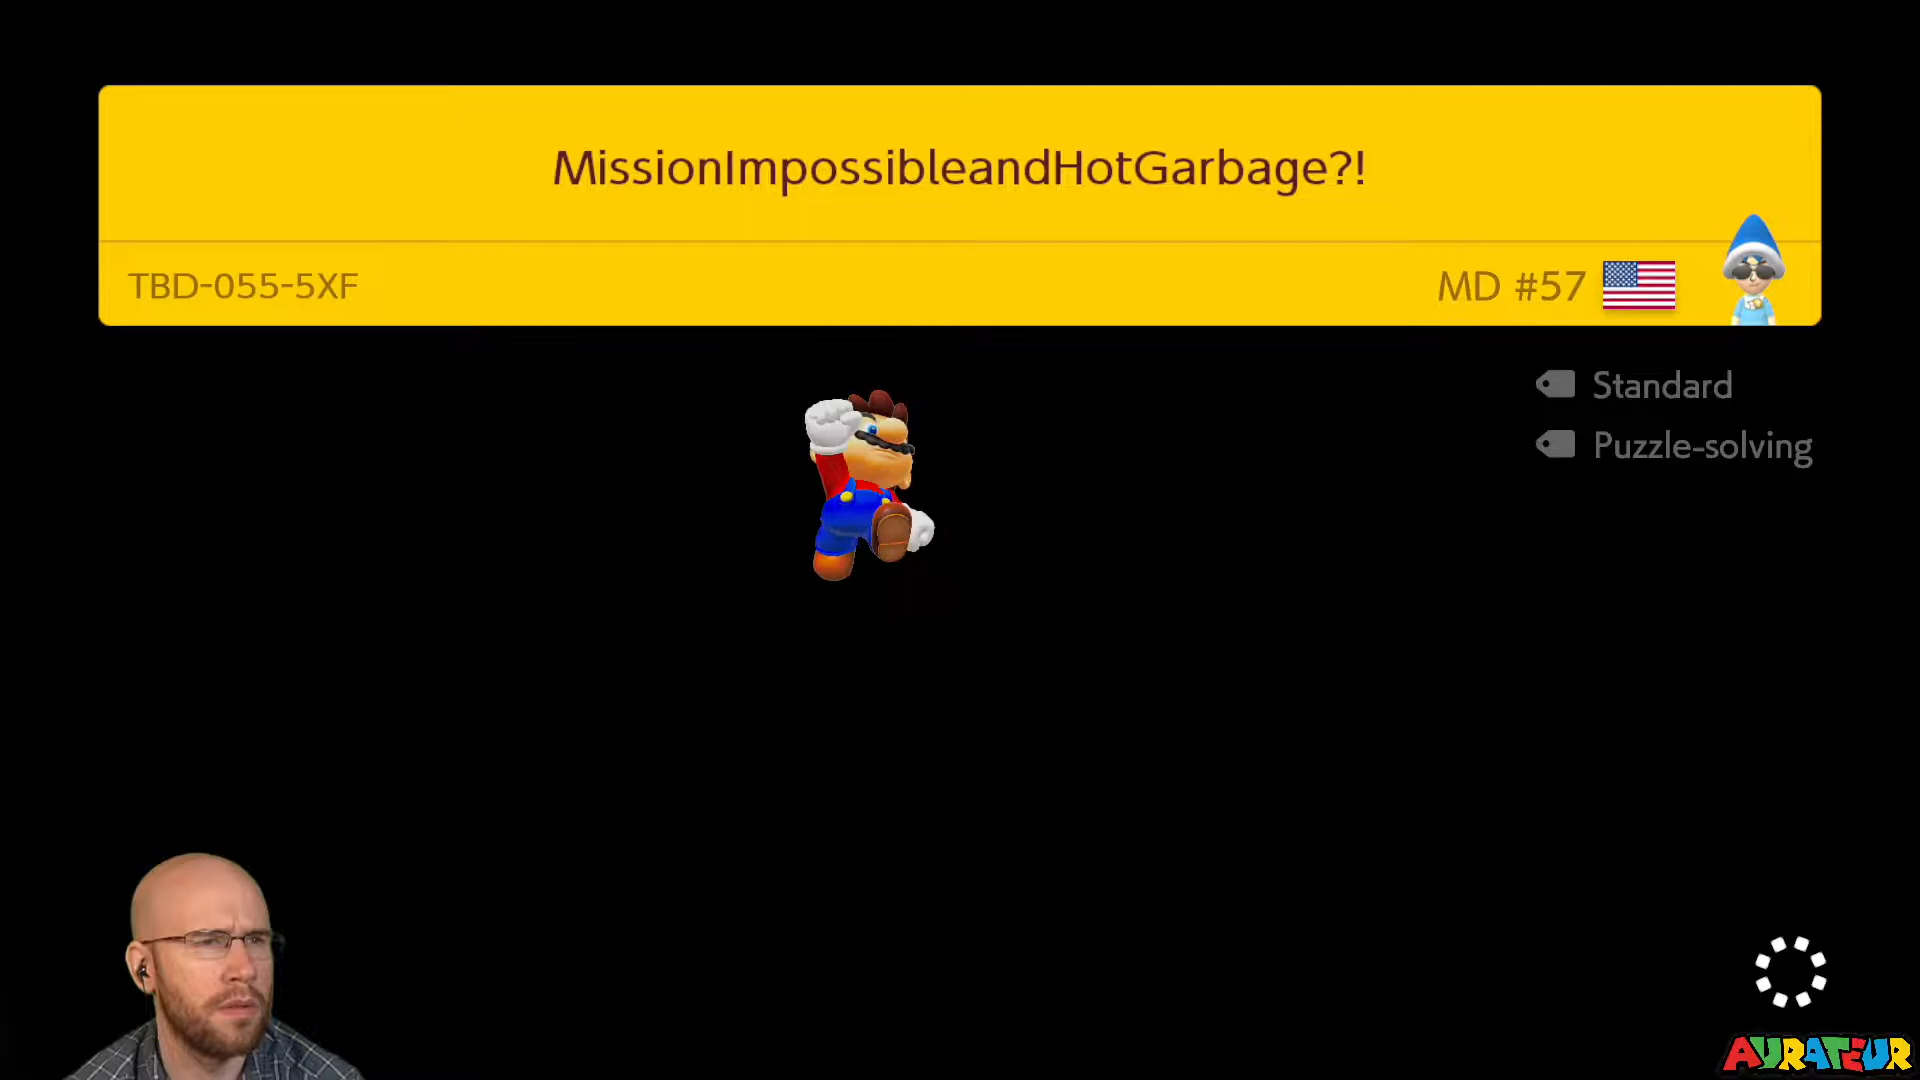 MissionImpossibleandHotGarbage?!
TBD-055-5XF
MD #57
Standard
Puzzle-solving
AURATEUR